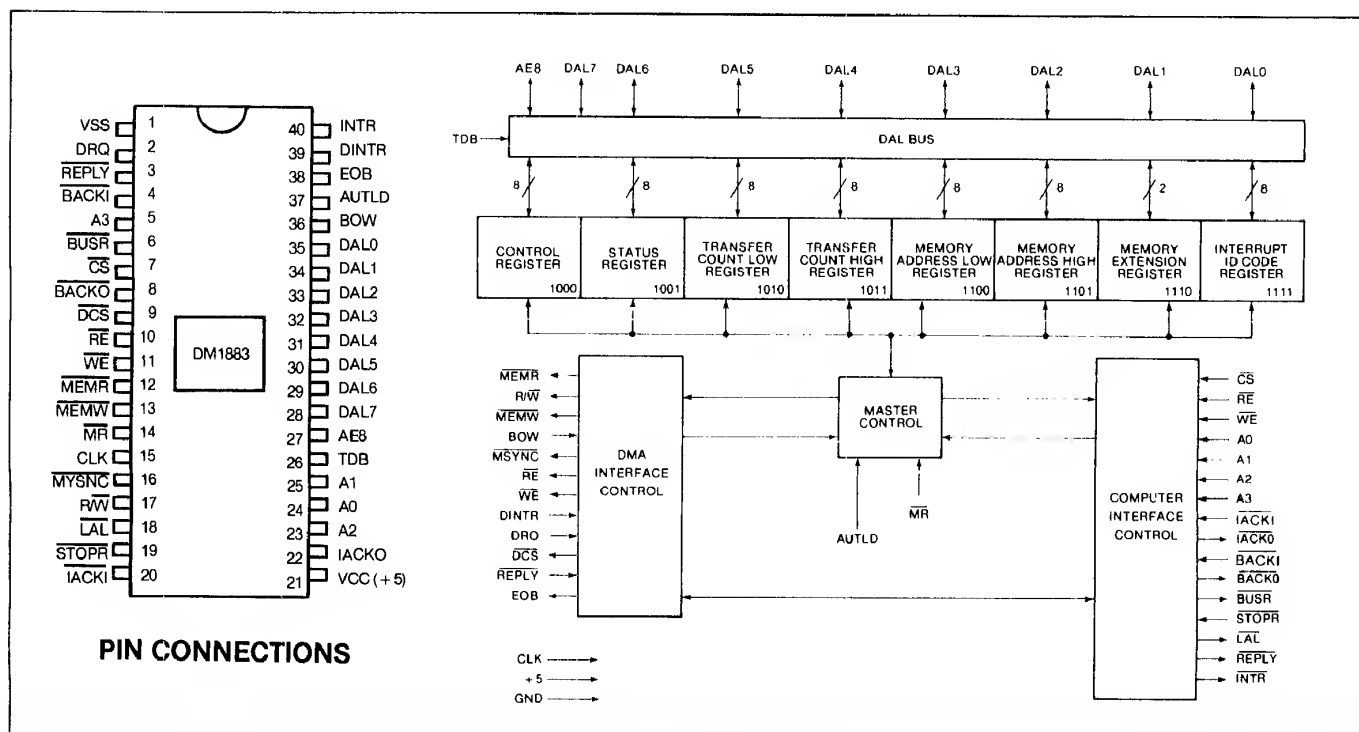 VSS 1
DRQ 2
REPLY 3
BACKI 4
A3 5
BUSR 6
CS 7
BACKO 8
DCS 9
RE 10
WE 11
MEMR 12
MEMW 13
MR 14
CLK 15
MYSNC 16
R/W 17
LAL 18
STOPR 19
IACKI 20
DM1883
40 INTR
39 DINTR
38 EOB
37 AUTLD
36 BOW
35 DAL0
34 DAL1
33 DAL2
32 DAL3
31 DAL4
30 DAL5
29 DAL6
28 DAL7
27 AE8
26 TDB
25 A1
24 A0
23 A2
22 IACKO
21 VCC (+5)
PIN CONNECTIONS
AE8 DAL7 DAL6 DAL5 DAL4 DAL3 DAL2 DAL1 DAL0
TDB
DAL BUS
8 8 8 8 8 8 2 8
CONTROL REGISTER 1000
STATUS REGISTER 1001
TRANSFER COUNT LOW REGISTER 1010
TRANSFER COUNT HIGH REGISTER 1011
MEMORY ADDRESS LOW REGISTER 1100
MEMORY ADDRESS HIGH REGISTER 1101
MEMORY EXTENSION REGISTER 1110
INTERRUPT ID CODE REGISTER 1111
MEMR
R/W
MEMW
BOW
MSYNC
RE
WE
DINTR
DRO
DCS
REPLY
EOB
DMA
INTERFACE
CONTROL
MASTER
CONTROL
AUTLD
MR
COMPUTER
INTERFACE
CONTROL
CS
RE
WE
A0
A1
A2
A3
IACKI
IACK0
BACKI
BACK0
BUSR
STOPR
LAL
REPLY
INTR
CLK
+5
GND